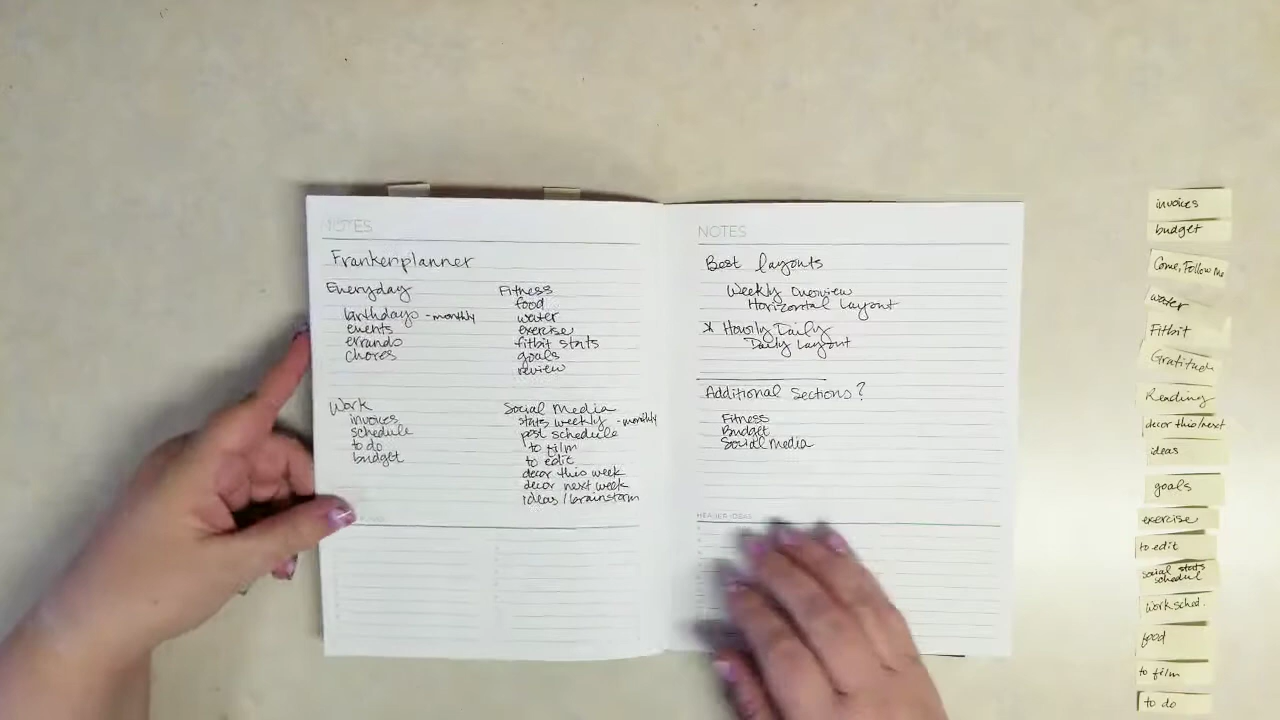 NOTES
Frankenplanner
Everyday
birthdays - monthly
events
errands
chores
Fitness
food
water
exercise
fitbit stats
goals
review
Work
invoices
schedule
to do
budget
Social Media
stats weekly - monthly
post schedule
to film
to edit
decor this week
decor next week
ideas / brainstorm
NOTES
Best layouts
Weekly Overview
Horizontal Layout
* Hourly Daily
Daily Layout
Additional Sections?
Fitness
Budget
Social Media
HEADER IDEAS
invoices
budget
Come, Follow Me
water
Fitbit
Gratitude
Reading
decor this/next
ideas
goals
exercise
to edit
social stats
schedul
Work sched.
food
to film
to do